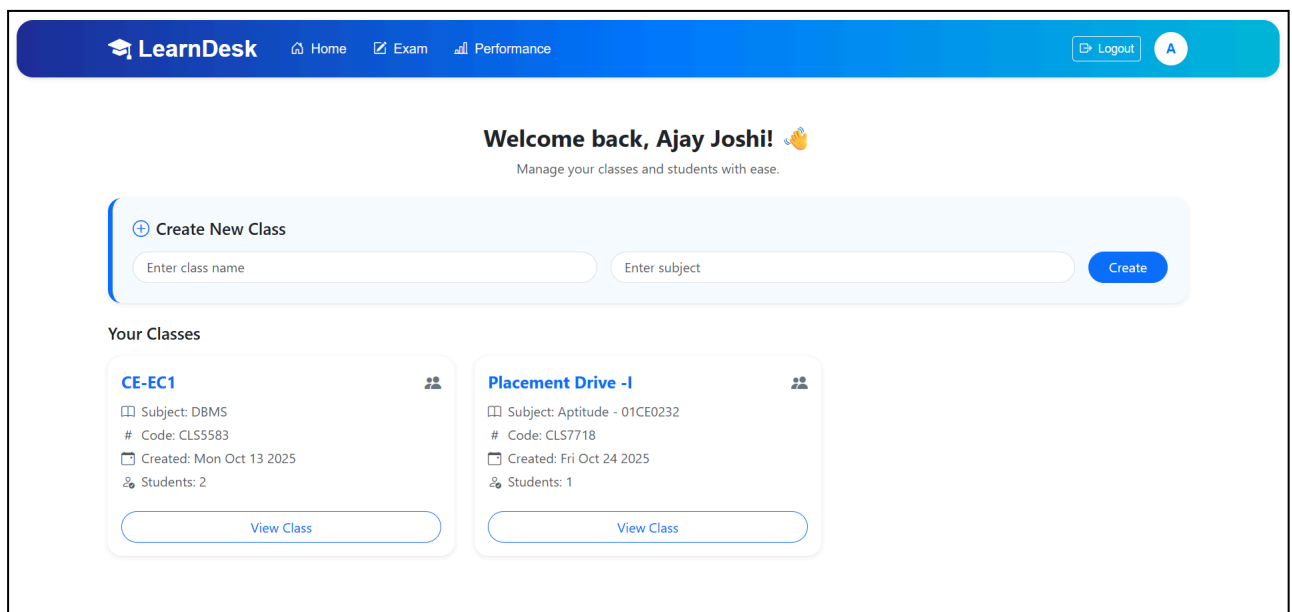 LearnDesk Home Exam Performance Logout A
Welcome back, Ajay Joshi! 👋
Manage your classes and students with ease.
Create New Class
Enter class name Enter subject Create
Your Classes
CE-EC1
Subject: DBMS
# Code: CLS5583
Created: Mon Oct 13 2025
Students: 2
View Class
Placement Drive -I
Subject: Aptitude - 01CE0232
# Code: CLS7718
Created: Fri Oct 24 2025
Students: 1
View Class